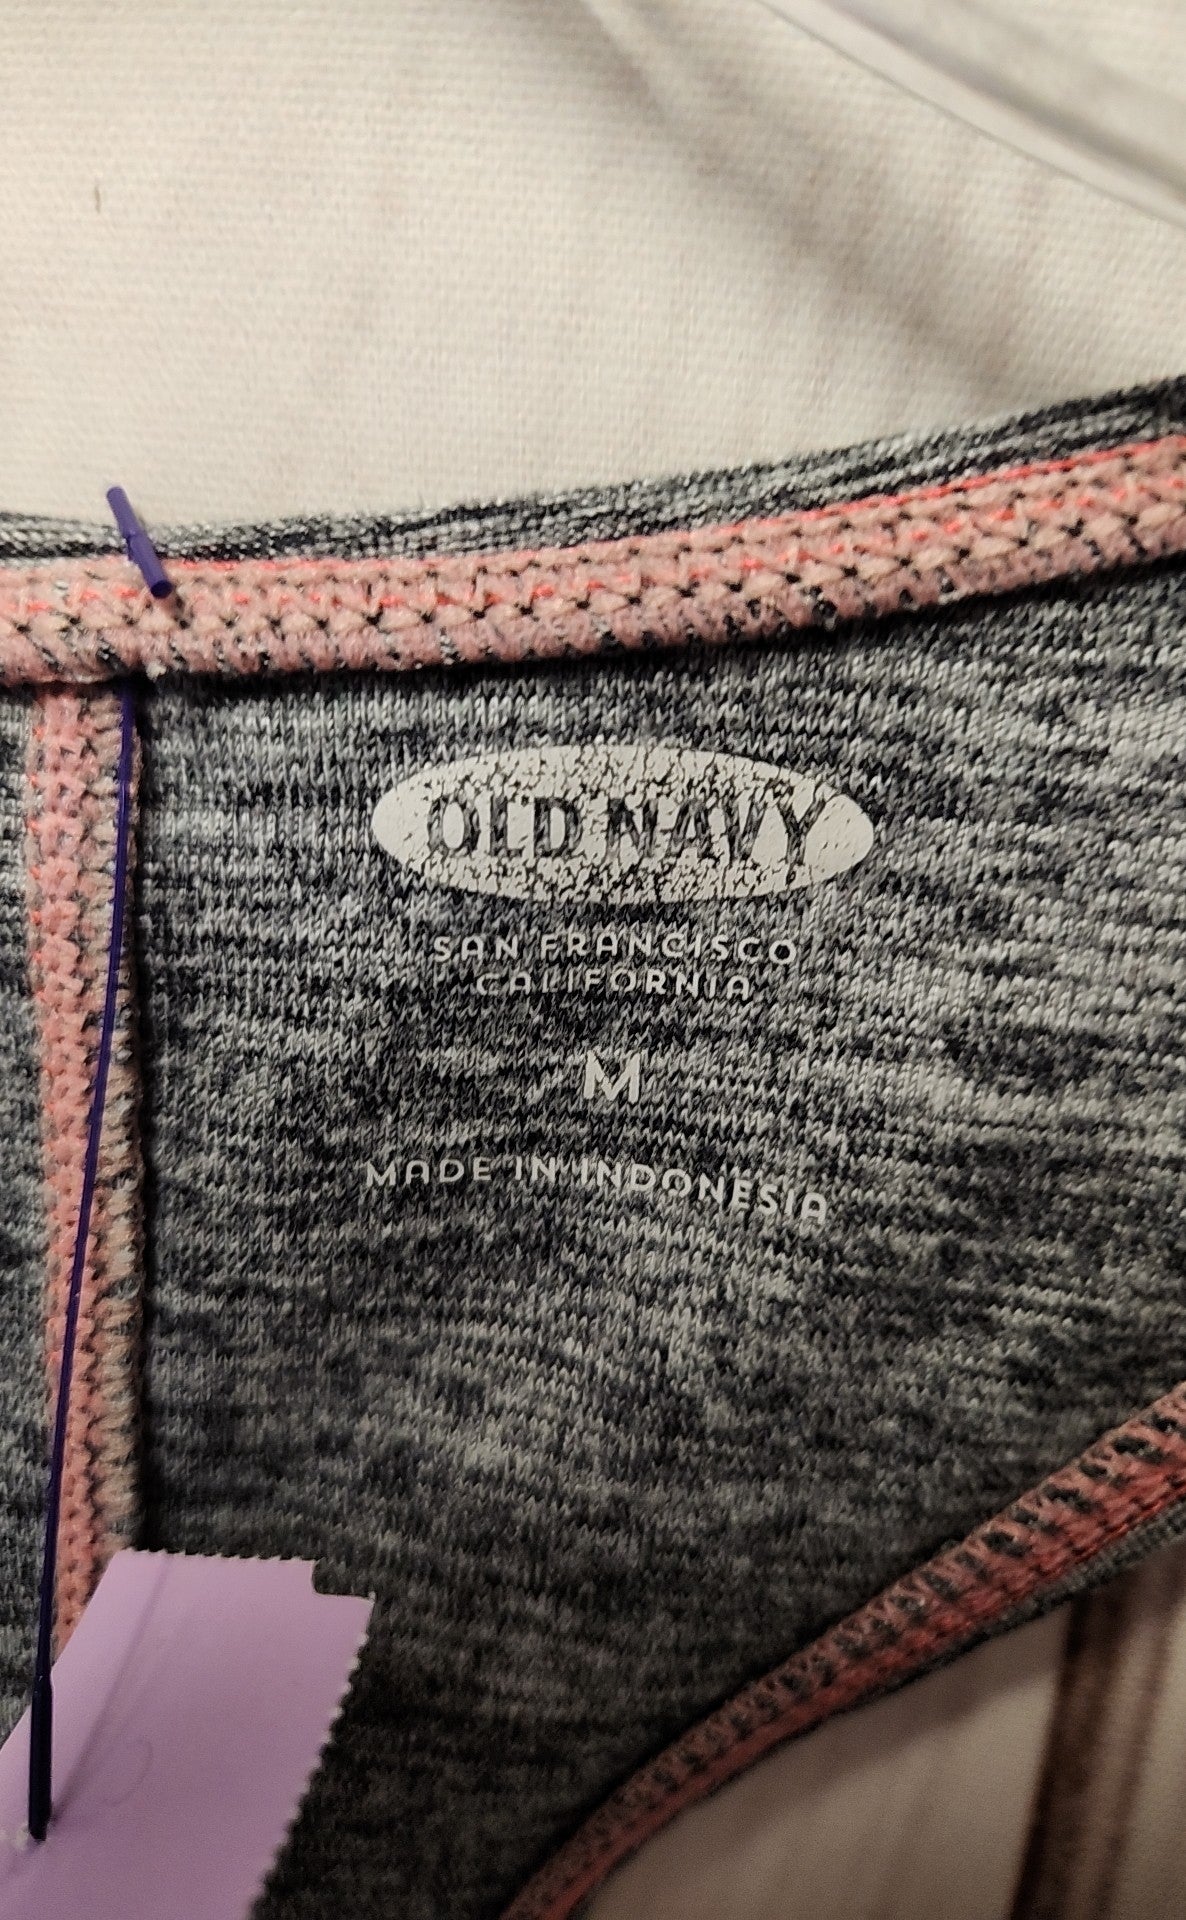 OLD NAVY
SAN FRANCISCO
CALIFORNIA
M
MADE IN INDONESIA